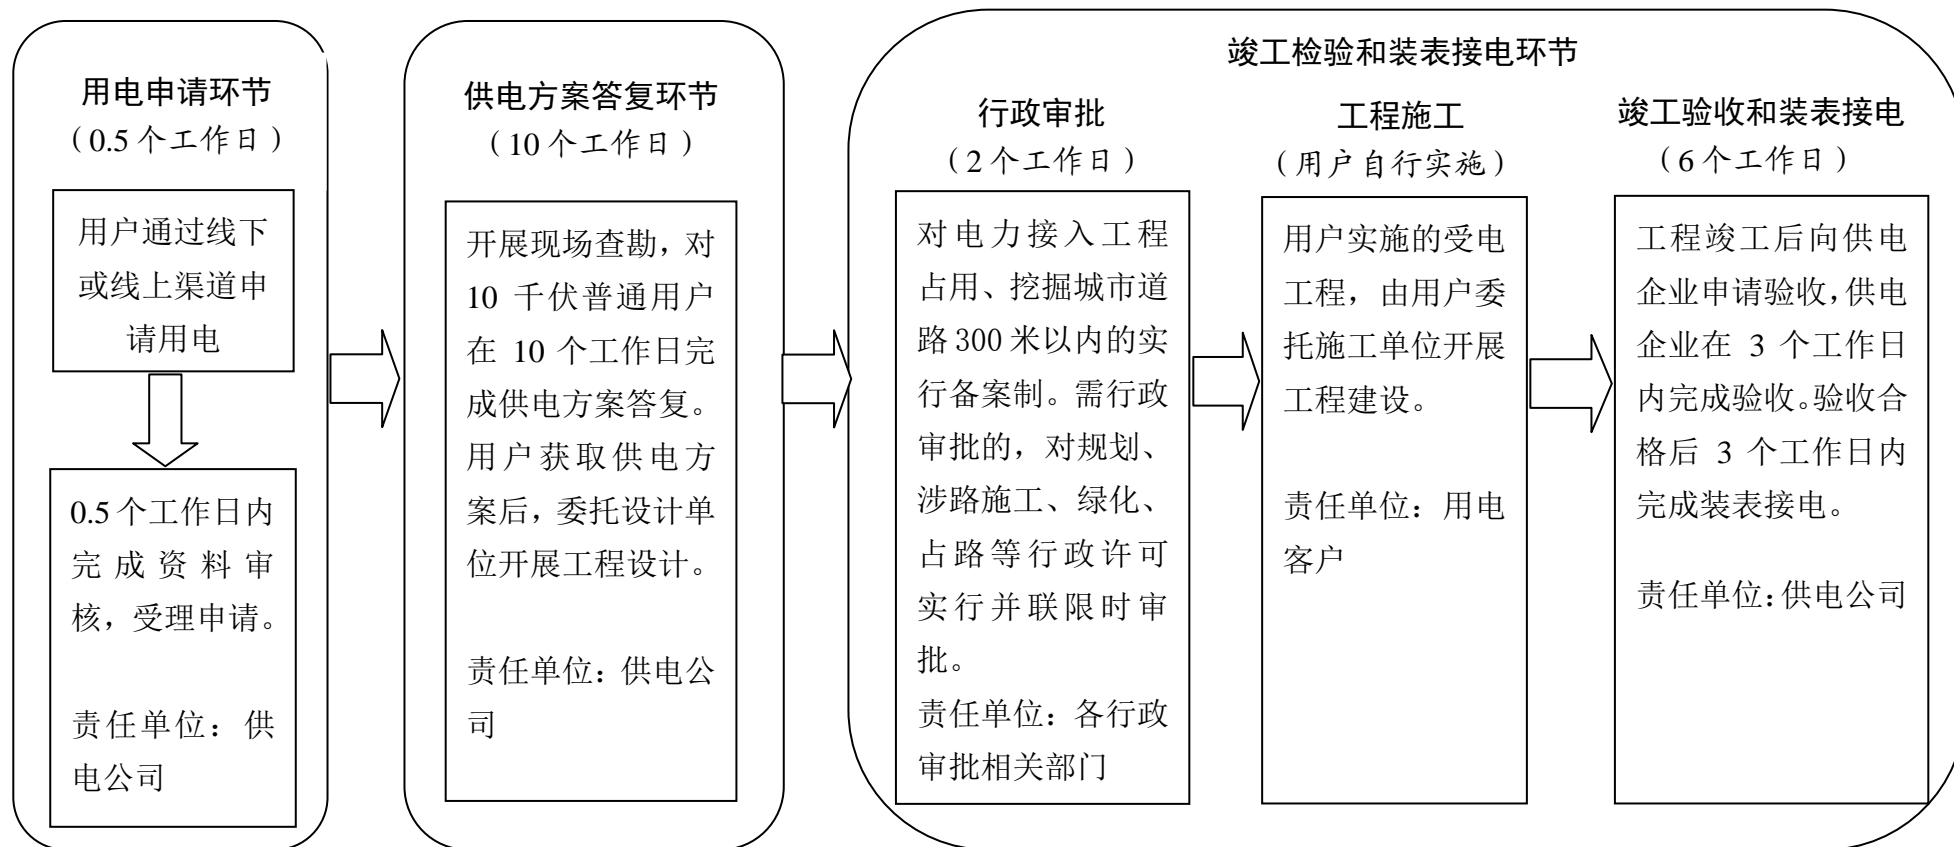 用电申请环节
（0.5个工作日）
用户通过线下
或线上渠道申
请用电
0.5个工作日内
完成资料审
核，受理申请。
责任单位：供
电公司
供电方案答复环节
（10个工作日）
开展现场查勘，对
10 千伏普通用户
在 10 个工作日完
成供电方案答复。
用户获取供电方
案后，委托设计单
位开展工程设计。
责任单位：供电公
司
竣工检验和装表接电环节
行政审批
（2个工作日）
对电力接入工程
占用、挖掘城市道
路300米以内的实
行备案制。需行政
审批的，对规划、
涉路施工、绿化、
占路等行政许可
实行并联限时审
批。
责任单位：各行政
审批相关部门
工程施工
（用户自行实施）
用户实施的受电
工程，由用户委
托施工单位开展
工程建设。
责任单位：用电
客户
竣工验收和装表接电
（6个工作日）
工程竣工后向供电
企业申请验收，供电
企业在 3 个工作日
内完成验收。验收合
格后 3 个工作日内
完成装表接电。
责任单位：供电公司